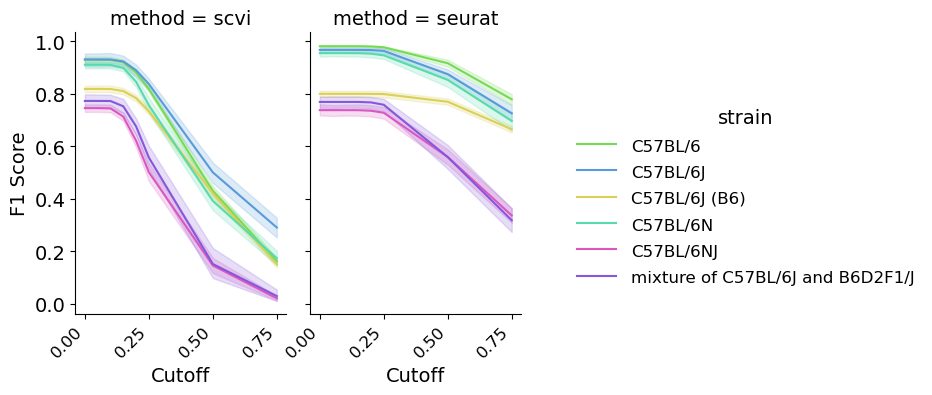 method = scvi
method = seurat
1.0
0.8
0.6
0.4
0.2
0.0
F1 Score
0.00
0.25
0.50
0.75
Cutoff
0.00
0.25
0.50
0.75
Cutoff
strain
C57BL/6
C57BL/6J
C57BL/6J (B6)
C57BL/6N
C57BL/6NJ
mixture of C57BL/6J and B6D2F1/J